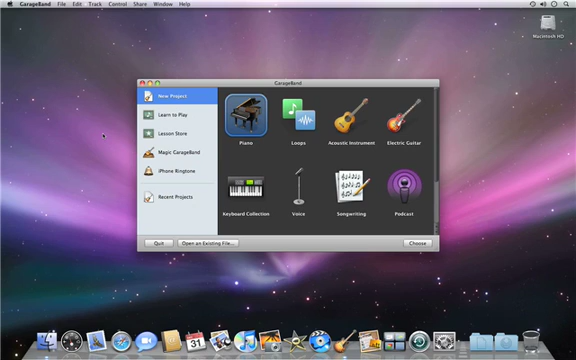 GarageBand File Edit Track Control Share Window Help
Macintosh HD
GarageBand
New Project
Learn to Play
Lesson Store
Magic GarageBand
iPhone Ringtone
Recent Projects
Piano Loops Acoustic Instrument Electric Guitar
Keyboard Collection Voice Songwriting Podcast
Quit Open an Existing File... Choose
31